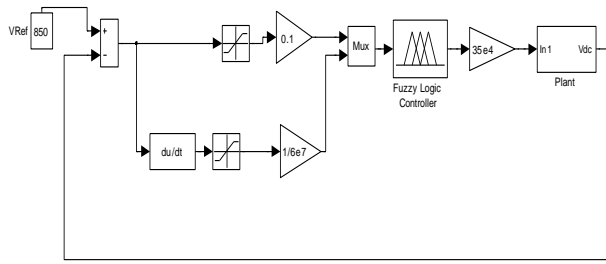 VRef
850
+
-
0.1
Mux
Fuzzy Logic
Controller
35e4
In1
Vdc
Plant
du/dt
1/6e7